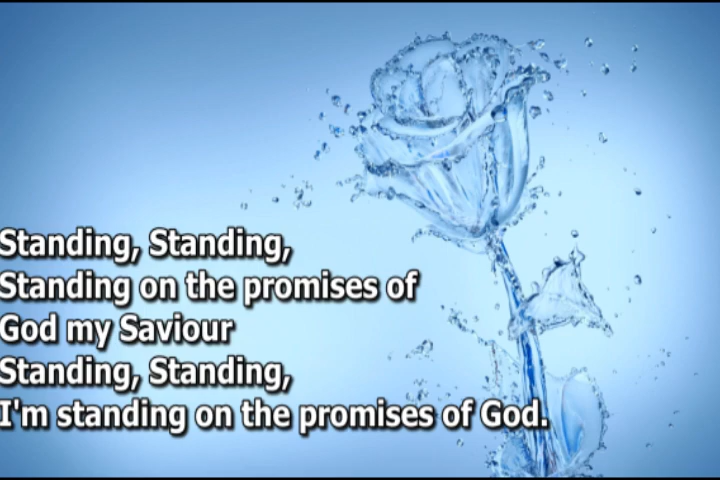 Standing, Standing,
Standing on the promises of
God my Saviour
Standing, Standing,
I'm standing on the promises of God.